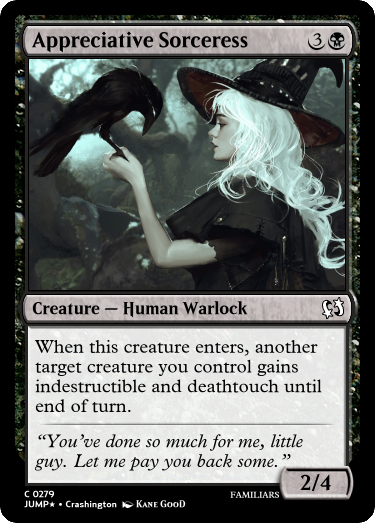 Appreciative Sorceress 3
Creature — Human Warlock
When this creature enters, another
target creature you control gains
indestructible and deathtouch until
end of turn.
“You’ve done so much for me, little
guy. Let me pay you back some.”
2/4
C 0279
JUMP★ • Crashington Kane GooD
FAMILIARS